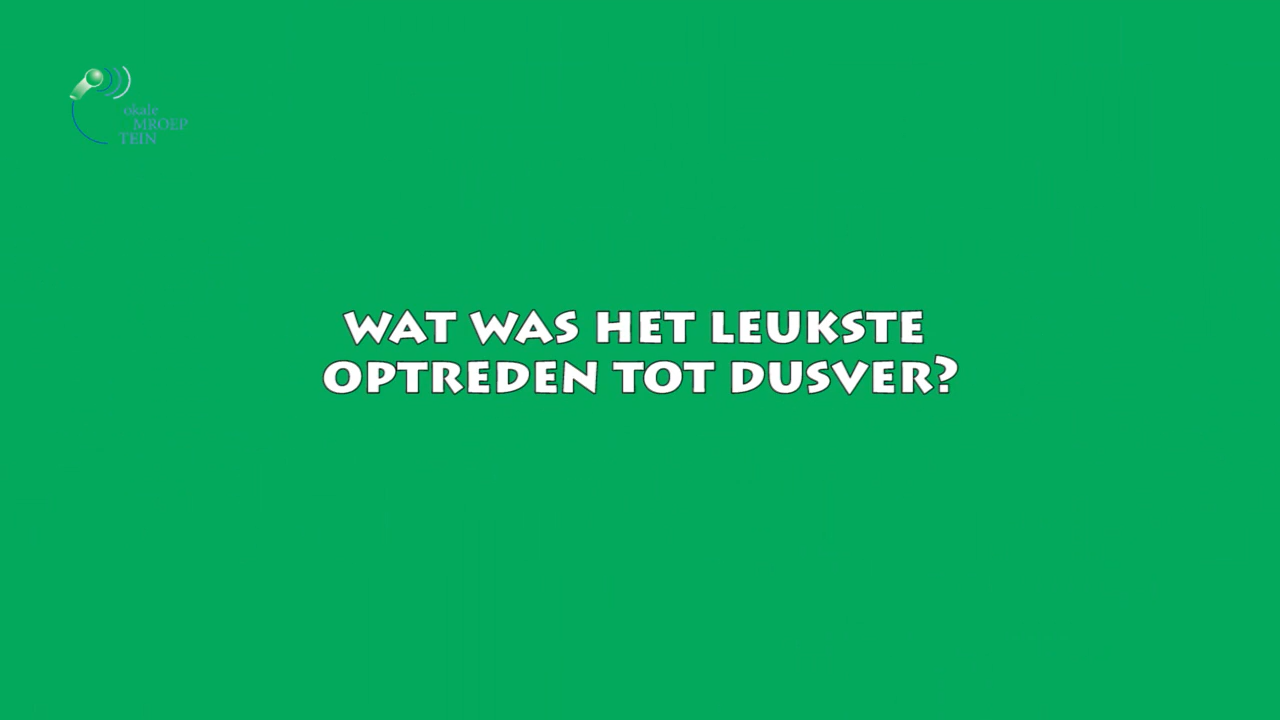 okale
MROEP
TEIN
WAT WAS HET LEUKSTE
OPTREDEN TOT DUSVER?